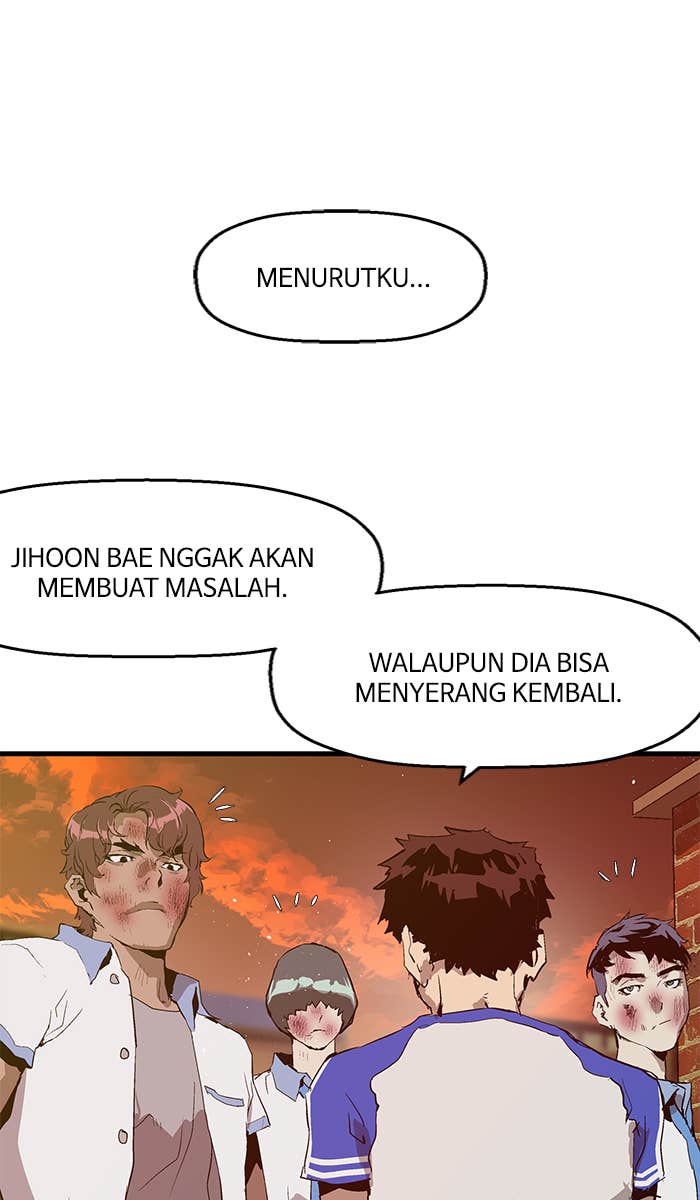 MENURUTKU...
JIHOON BAE NGGAK AKAN
MEMBUAT MASALAH.
WALAUPUN DIA BISA
MENYERANG KEMBALI.